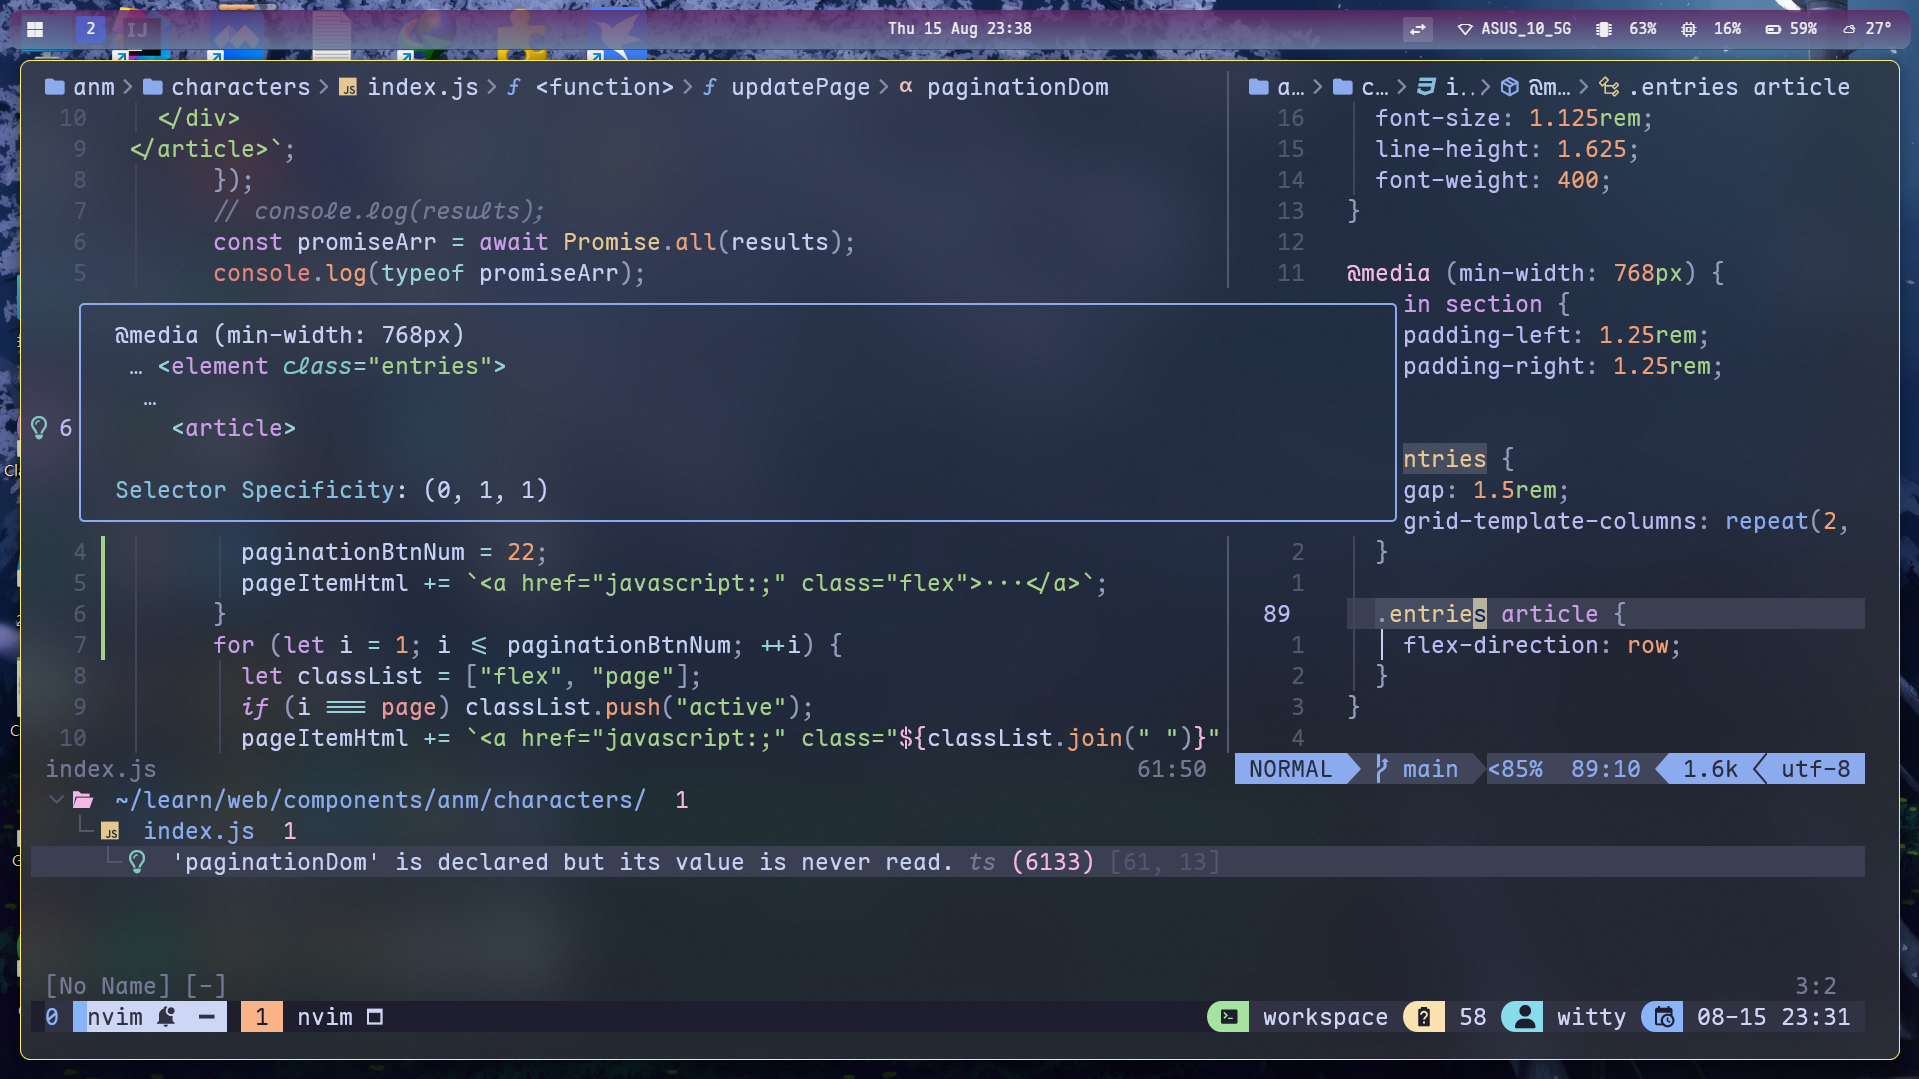 2 IJ Thu 15 Aug 23:38 ASUS_10_5G 63% 16% 59% 27°
anm > characters > index.js > <function> > updatePage > α paginationDom
10 </div>
9 </article>`;
8 });
7 // console.log(results);
6 const promiseArr = await Promise.all(results);
5 console.log(typeof promiseArr);
@media (min-width: 768px)
… <element class="entries">
…
6 <article>
Selector Specificity: (0, 1, 1)
4 paginationBtnNum = 22;
5 pageItemHtml += `<a href="javascript:;" class="flex">···</a>`;
6 }
7 for (let i = 1; i <= paginationBtnNum; ++i) {
8 let classList = ["flex", "page"];
9 if (i === page) classList.push("active");
10 pageItemHtml += `<a href="javascript:;" class="${classList.join(" ")}"
index.js 61:50
a… > c… > i.. > @m… > .entries article
16 font-size: 1.125rem;
15 line-height: 1.625;
14 font-weight: 400;
13 }
12
11 @media (min-width: 768px) {
in section {
padding-left: 1.25rem;
padding-right: 1.25rem;
ntries {
gap: 1.5rem;
grid-template-columns: repeat(2,
2 }
1
89 .entries article {
1 flex-direction: row;
2 }
3 }
4
NORMAL main <85% 89:10 1.6k utf-8
~/learn/web/components/anm/characters/ 1
JS index.js 1
'paginationDom' is declared but its value is never read. ts (6133) [61, 13]
[No Name] [-] 3:2
0 nvim 1 nvim workspace 58 witty 08-15 23:31